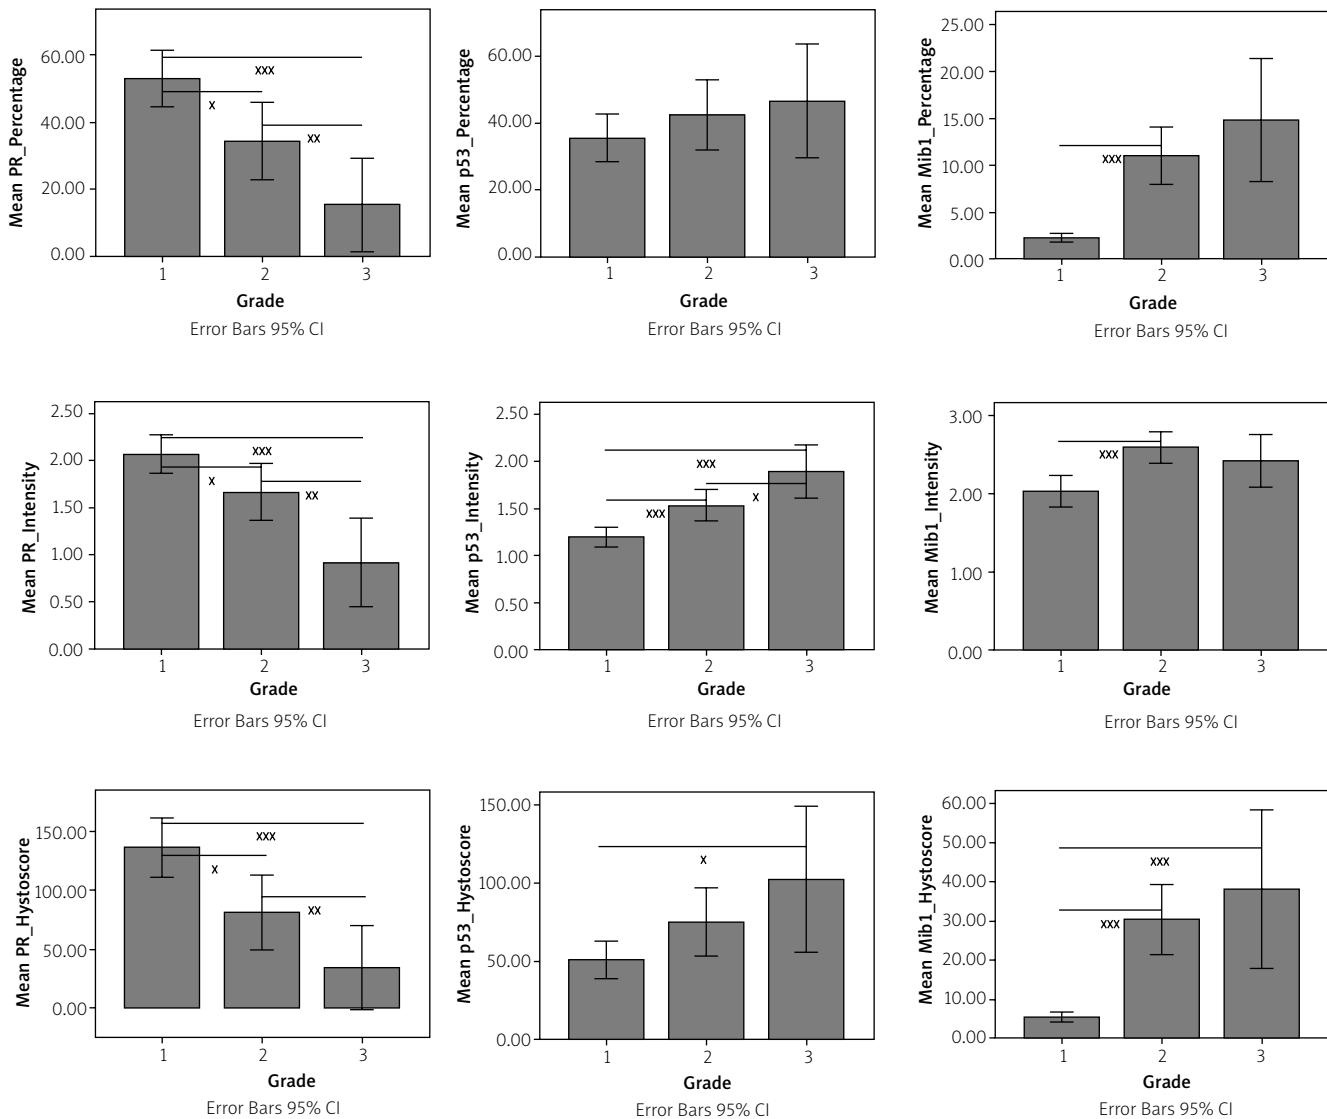 Mean PR_Percentage
60.00
40.00
20.00
0.00
xxx
x
xx
1 2 3
Grade
Error Bars 95% CI
Mean p53_Percentage
60.00
40.00
20.00
0.00
1 2 3
Grade
Error Bars 95% CI
Mean Mib1_Percentage
25.00
20.00
15.00
10.00
5.00
0.00
xxx
1 2 3
Grade
Error Bars 95% CI
Mean PR_Intensity
2.50
2.00
1.50
1.00
0.50
0.00
xxx
x
xx
1 2 3
Grade
Error Bars 95% CI
Mean p53_Intensity
2.50
2.00
1.50
1.00
0.50
0.00
xxx
x
xxx
1 2 3
Grade
Error Bars 95% CI
Mean Mib1_Intensity
3.00
2.00
1.00
0.00
xxx
1 2 3
Grade
Error Bars 95% CI
Mean PR_Hystoscore
150.00
100.00
50.00
0.00
xxx
x
xx
1 2 3
Grade
Error Bars 95% CI
Mean p53_Hystoscore
150.00
100.00
50.00
0.00
x
1 2 3
Grade
Error Bars 95% CI
Mean Mib1_Hystoscore
60.00
50.00
40.00
30.00
20.00
10.00
0.00
xxx
xxx
1 2 3
Grade
Error Bars 95% CI